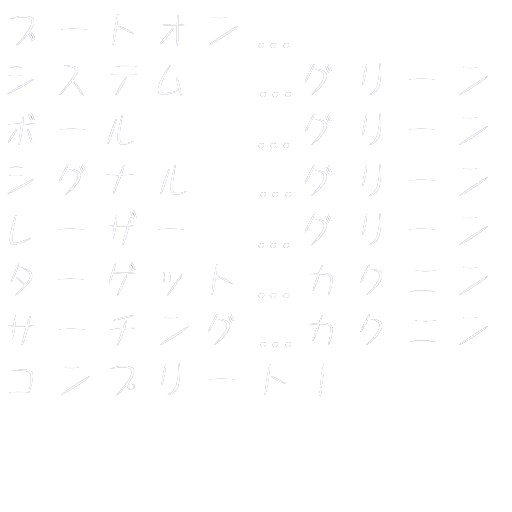 ブートオン...
システム　...グリーン
ボール　　...グリーン
シグナル　...グリーン
レーザー　...グリーン
ターゲット...カクニン
サーチング...カクニン
コンプリート!